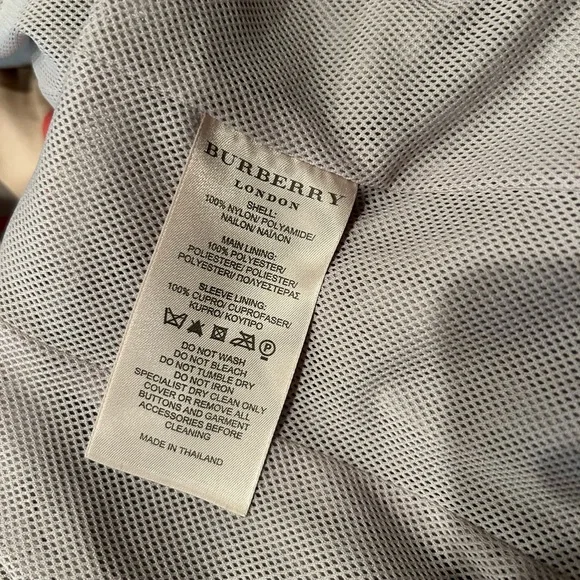 BURBERRY
LONDON
SHELL:
100% NYLON/POLYAMIDE/
NAILON/ΝΑΪΛΟΝ
MAIN LINING:
100% POLYESTER/
POLIESTERE/POLIESTER/
POLYESTER/ΠΟΛΥΕΣΤΕΡΑΣ
SLEEVE LINING:
100% CUPRO/CUPROFASER/
KUPRO/ΚΟΥΠΡΟ
P
DO NOT WASH
DO NOT BLEACH
DO NOT TUMBLE DRY
DO NOT IRON
SPECIALIST DRY CLEAN ONLY
COVER OR REMOVE ALL
BUTTONS AND GARMENT
ACCESSORIES BEFORE
CLEANING
MADE IN THAILAND